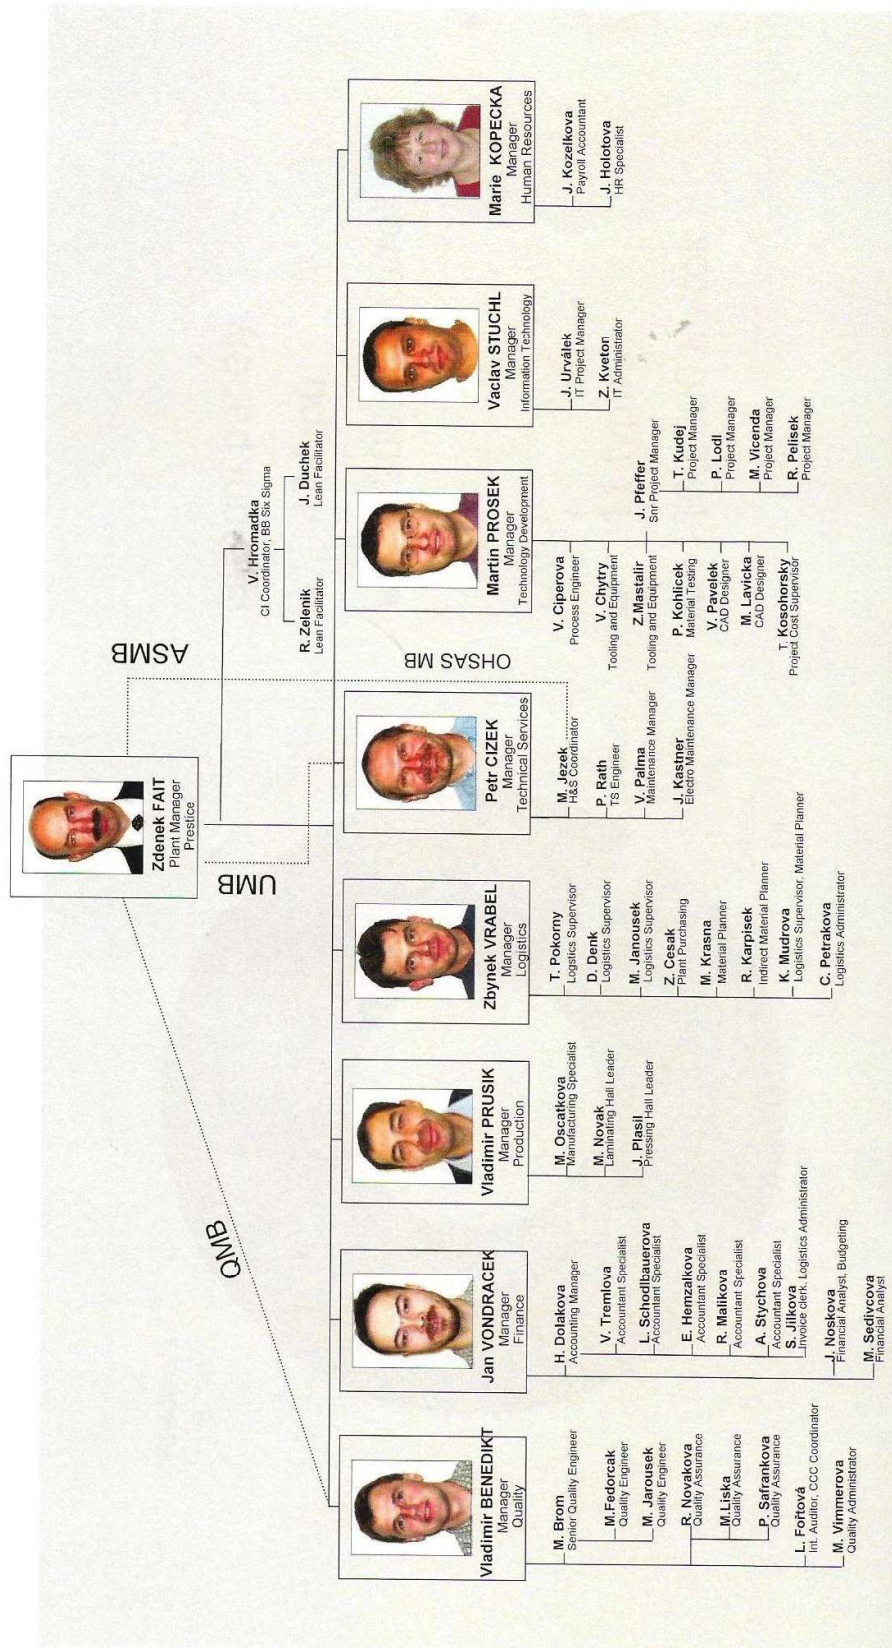 Zdenek FAIT
Plant Manager
Prestice
QMB
UMB
ASMB
OHSAS MB
V. Hromadka
CI Coordinator, BB Six Sigma
R. Zelenik
Lean Facilitator
J. Duchek
Lean Facilitator
Vladimir BENEDIKT
Manager
Quality
M. Brom
Senior Quality Engineer
M.Fedorcak
Quality Engineer
M. Jarousek
Quality Engineer
R. Novakova
Quality Assurance
M.Liska
Quality Assurance
P. Safrankova
Quality Assurance
L. Fořtová
Int. Auditor, CCC Coordinator
M. Vimmerova
Quality Administrator
Jan VONDRACEK
Manager
Finance
H. Dolakova
Accounting Manager
V. Tremlova
Accountant Specialist
L. Schodlbauerova
Accountant Specialist
E. Hemzalkova
Accountant Specialist
R. Malikova
Accountant Specialist
A. Stychova
Accountant Specialist
S. Jilkova
Invoice clerk, Logistics Administrator
J. Noskova
Financial Analyst, Budgeting
M. Sedivcova
Financial Analyst
Vladimir PRUSIK
Manager
Production
M. Oscatkova
Manufacturing Specialist
M. Novak
Laminating Hall Leader
J. Plasil
Pressing Hall Leader
Zbynek VRABEL
Manager
Logistics
T. Pokorny
Logistics Supervisor
D. Denk
Logistics Supervisor
M. Janousek
Logistics Supervisor
Z. Cesak
Plant Purchasing
M. Krasna
Material Planner
R. Karpisek
Indirect Material Planner
K. Mudrova
Logistics Supervisor, Material Planner
C. Petrakova
Logistics Administrator
Petr CIZEK
Manager
Technical Services
M. Jezek
H&S Coordinator
P. Rath
TS Engineer
V. Palma
Maintenance Manager
J. Kastner
Electro Maintenance Manager
Martin PROSEK
Manager
Technology Development
V. Ciperova
Process Engineer
V. Chytry
Tooling and Equipment
Z.Mastalir
Tooling and Equipment
P. Kohlicek
Material Testing
V. Pavelek
CAD Designer
M. Lavicka
CAD Designer
T. Kosohorsky
Project Cost Supervisor
J. Pfeffer
Snr Project Manager
T. Kudej
Project Manager
P. Lodl
Project Manager
M. Vicenda
Project Manager
R. Pelisek
Project Manager
Vaclav STUCHL
Manager
Information Technology
J. Urválek
IT Project Manager
Z. Kveton
IT Administrator
Marie KOPECKA
Manager
Human Resources
J. Kozelkova
Payroll Accountant
J. Holotova
HR Specialist